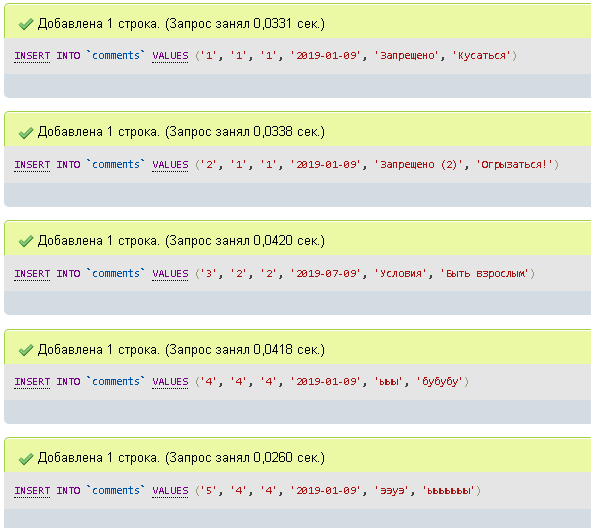 Добавлена 1 строка. (Запрос занял 0,0331 сек.)
INSERT INTO `comments` VALUES ('1', '1', '1', '2019-01-09', 'Запрещено', 'Кусаться')
Добавлена 1 строка. (Запрос занял 0,0338 сек.)
INSERT INTO `comments` VALUES ('2', '1', '1', '2019-01-09', 'Запрещено (2)', 'Огрызаться!')
Добавлена 1 строка. (Запрос занял 0,0420 сек.)
INSERT INTO `comments` VALUES ('3', '2', '2', '2019-07-09', 'Условия', 'Быть взрослым')
Добавлена 1 строка. (Запрос занял 0,0418 сек.)
INSERT INTO `comments` VALUES ('4', '4', '4', '2019-01-09', 'ььы', 'бубубу')
Добавлена 1 строка. (Запрос занял 0,0260 сек.)
INSERT INTO `comments` VALUES ('5', '4', '4', '2019-01-09', 'ээуэ', 'ььььььы')